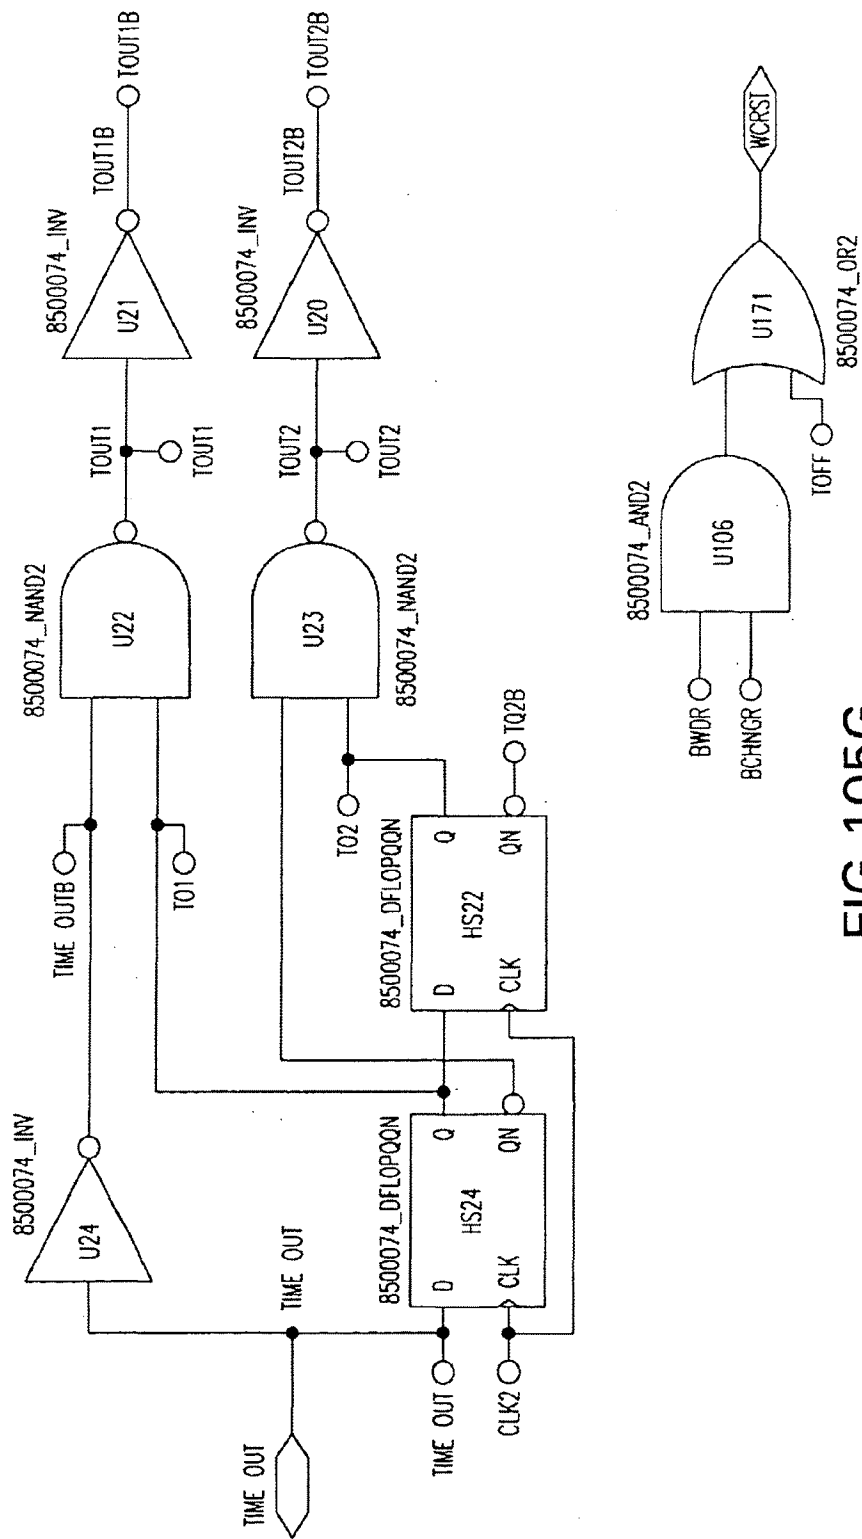 TIME OUT
TIME OUT
8500074_INV
U24
TIME OUTB
TO1
8500074_NAND2
U22
TOUT1
TOUT1
8500074_INV
U21
TOUT1B
TOUT1B
TIME OUT
CLK2
8500074_DFLOPQQN
D
Q
HS24
CLK
QN
8500074_DFLOPQQN
D
Q
HS22
CLK
QN
TO2
TQ2B
8500074_NAND2
U23
TOUT2
TOUT2
8500074_INV
U20
TOUT2B
TOUT2B
BWDR
BCHNGR
8500074_AND2
U106
TOFF
U171
8500074_OR2
WCRST
FIG. 105G